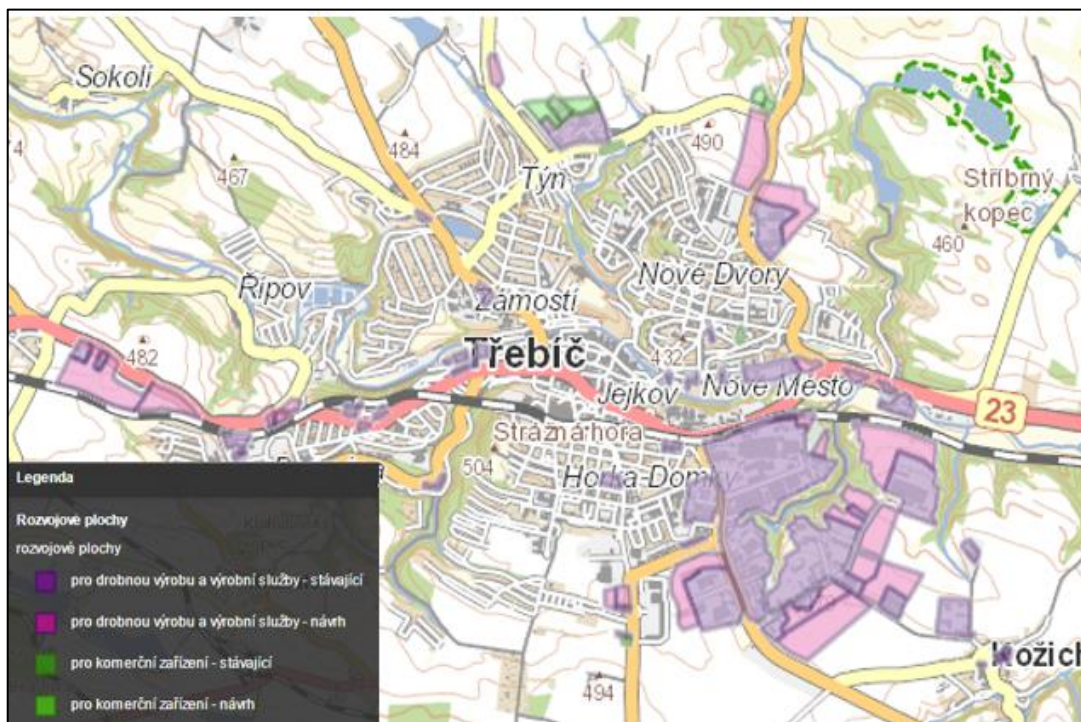 Sokolí
484
490
467
Týn
Stříbrný
kopec
460
Nové Dvory
Řípov
Zámostí
482
Třebíč
432
Jejkov
Nové Město
23
Strážná hora
504
Horka-Domky
494
Kožich
Legenda
Rozvojové plochy
rozvojové plochy
pro drobnou výrobu a výrobní služby - stávající
pro drobnou výrobu a výrobní služby - návrh
pro komerční zařízení - stávající
pro komerční zařízení - návrh